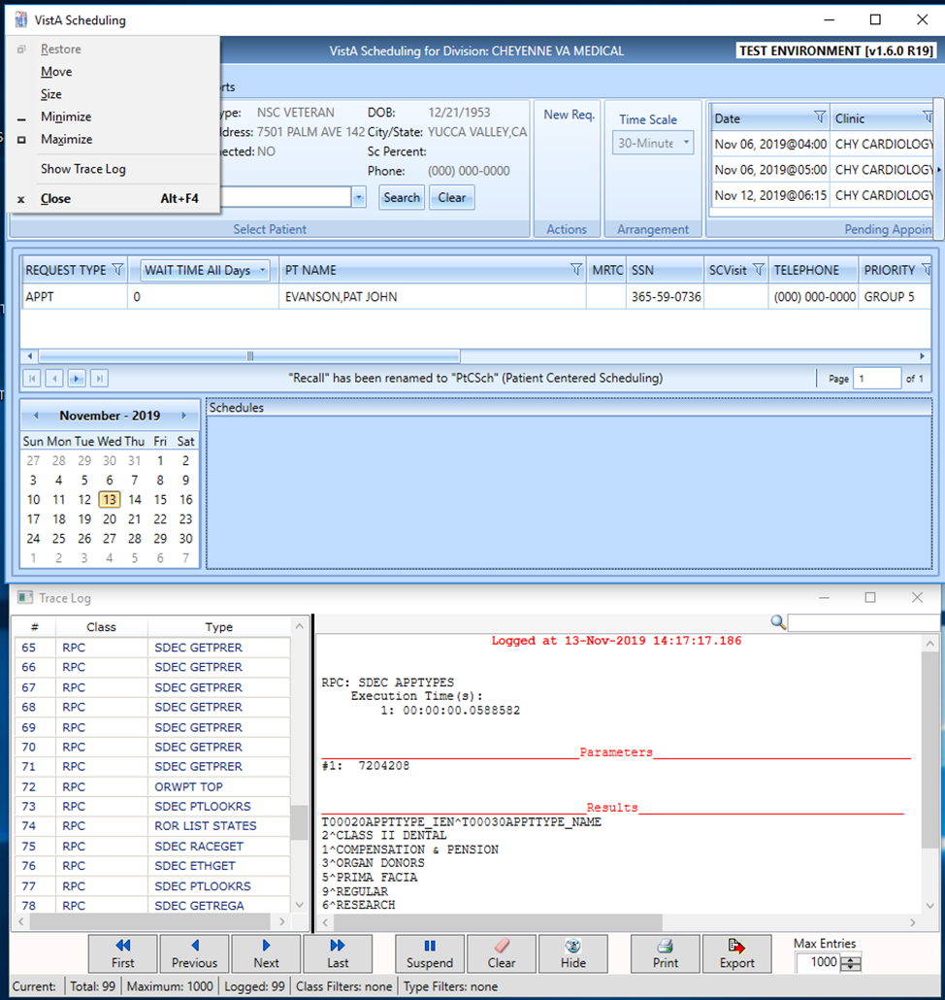 VistA Scheduling
Restore
Move
Size
Minimize
Maximize
Show Trace Log
x Close Alt+F4
VistA Scheduling for Division: CHEYENNE VA MEDICAL
TEST ENVIRONMENT [v1.6.0 R19]
rts
ype: NSC VETERAN DOB: 12/21/1953
ldress: 7501 PALM AVE 142 City/State: YUCCA VALLEY,CA
ected: NO Sc Percent:
Phone: (000) 000-0000
Search Clear
Select Patient
New Req.
Actions
Time Scale
30-Minute
Arrangement
Date Clinic
Nov 06, 2019@04:00 CHY CARDIOLOGY
Nov 06, 2019@05:00 CHY CARDIOLOGY
Nov 12, 2019@06:15 CHY CARDIOLOGY
Pending Appoin
REQUEST TYPE WAIT TIME All Days PT NAME MRTC SSN SCVisit TELEPHONE PRIORITY
APPT 0 EVANSON,PAT JOHN 365-59-0736 (000) 000-0000 GROUP 5
"Recall" has been renamed to "PtCSch" (Patient Centered Scheduling)
Page 1 of 1
November - 2019
Sun Mon Tue Wed Thu Fri Sat
27 28 29 30 31 1 2
3 4 5 6 7 8 9
10 11 12 13 14 15 16
17 18 19 20 21 22 23
24 25 26 27 28 29 30
1 2 3 4 5 6 7
Schedules
Trace Log
# Class Type
65 RPC SDEC GETPRER
66 RPC SDEC GETPRER
67 RPC SDEC GETPRER
68 RPC SDEC GETPRER
69 RPC SDEC GETPRER
70 RPC SDEC GETPRER
71 RPC SDEC GETPRER
72 RPC ORWPT TOP
73 RPC SDEC PTLOOKRS
74 RPC ROR LIST STATES
75 RPC SDEC RACEGET
76 RPC SDEC ETHGET
77 RPC SDEC PTLOOKRS
78 RPC SDEC GETREGA
Logged at 13-Nov-2019 14:17:17.186
RPC: SDEC APPTYPES
Execution Time(s):
1: 00:00:00.0588582
Parameters
#1: 7204208
Results
T00020APPTTYPE_IEN^T00030APPTTYPE_NAME
2^CLASS II DENTAL
1^COMPENSATION & PENSION
3^ORGAN DONORS
5^PRIMA FACIA
9^REGULAR
6^RESEARCH
First Previous Next Last Suspend Clear Hide Print Export
Max Entries
1000
Current: Total: 99 Maximum: 1000 Logged: 99 Class Filters: none Type Filters: none